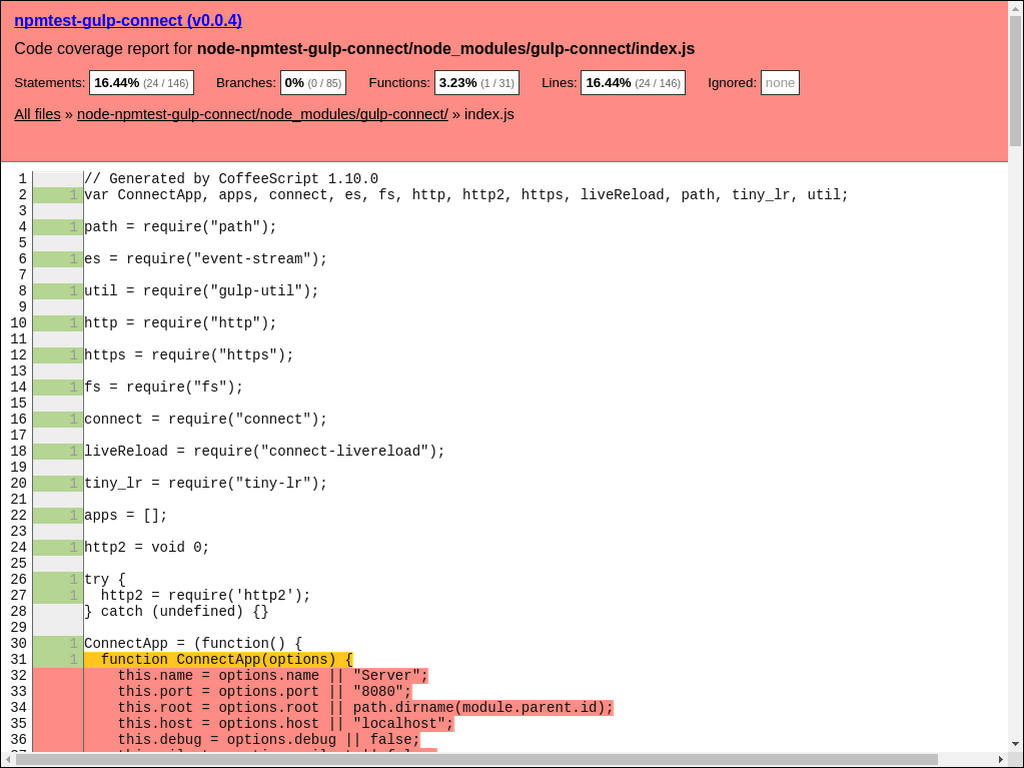 npmtest-gulp-connect (v0.0.4)
Code coverage report for node-npmtest-gulp-connect/node_modules/gulp-connect/index.js
Statements: 16.44% (24 / 146) Branches: 0% (0 / 85) Functions: 3.23% (1 / 31) Lines: 16.44% (24 / 146) Ignored: none
All files » node-npmtest-gulp-connect/node_modules/gulp-connect/ » index.js
1 // Generated by CoffeeScript 1.10.0
2 1 var ConnectApp, apps, connect, es, fs, http, http2, https, liveReload, path, tiny_lr, util;
3
4 1 path = require("path");
5
6 1 es = require("event-stream");
7
8 1 util = require("gulp-util");
9
10 1 http = require("http");
11
12 1 https = require("https");
13
14 1 fs = require("fs");
15
16 1 connect = require("connect");
17
18 1 liveReload = require("connect-livereload");
19
20 1 tiny_lr = require("tiny-lr");
21
22 1 apps = [];
23
24 1 http2 = void 0;
25
26 1 try {
27 1 http2 = require('http2');
28 } catch (undefined) {}
29
30 1 ConnectApp = (function() {
31 1 function ConnectApp(options) {
32 this.name = options.name || "Server";
33 this.port = options.port || "8080";
34 this.root = options.root || path.dirname(module.parent.id);
35 this.host = options.host || "localhost";
36 this.debug = options.debug || false;